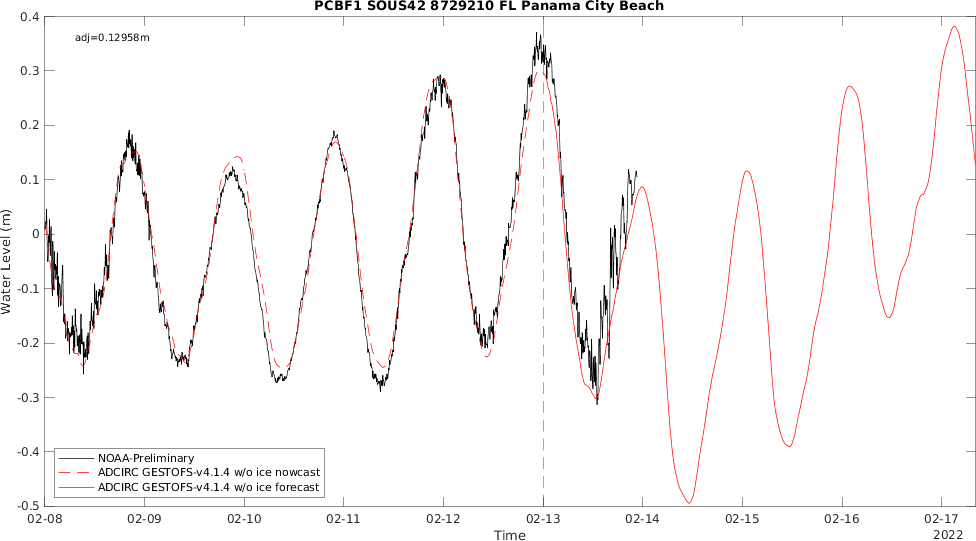 PCBF1 SOUS42 8729210 FL Panama City Beach
adj=0.12958m
0.4
0.3
0.2
0.1
0
-0.1
-0.2
-0.3
-0.4
-0.5
Water Level (m)
NOAA-Preliminary
ADCIRC GESTOFS-v4.1.4 w/o ice nowcast
ADCIRC GESTOFS-v4.1.4 w/o ice forecast
02-08 02-09 02-10 02-11 02-12 02-13 02-14 02-15 02-16 02-17
Time
2022